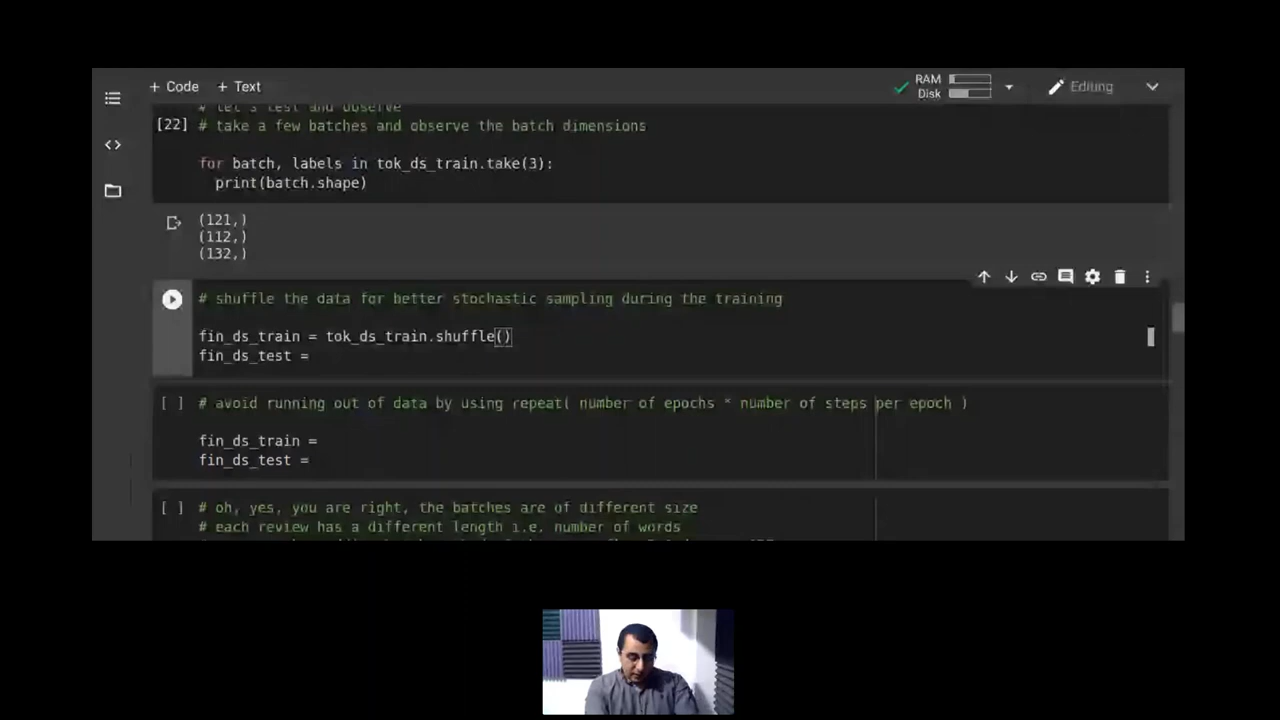 + Code + Text
RAM
Disk
Editing
# let's test and observe
[22] # take a few batches and observe the batch dimensions
for batch, labels in tok_ds_train.take(3):
print(batch.shape)
(121,)
(112,)
(132,)
# shuffle the data for better stochastic sampling during the training
fin_ds_train = tok_ds_train.shuffle()
fin_ds_test =
[ ] # avoid running out of data by using repeat( number of epochs * number of steps per epoch )
fin_ds_train =
fin_ds_test =
[ ] # oh, yes, you are right, the batches are of different size
# each review has a different length i.e. number of words